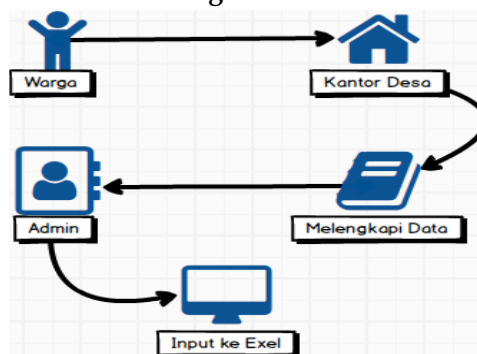 Warga
Kantor Desa
Admin
Melengkapi Data
Input ke Exel